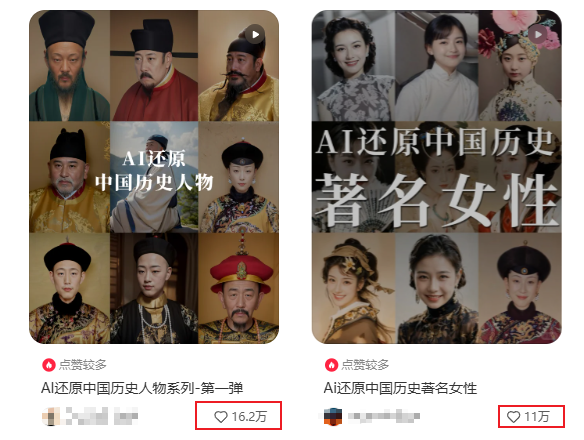 AI还原
中国历史人物
点赞较多
AI还原中国历史人物系列-第一弹
16.2万
AI还原中国历史
著名女性
点赞较多
Ai还原中国历史著名女性
11万